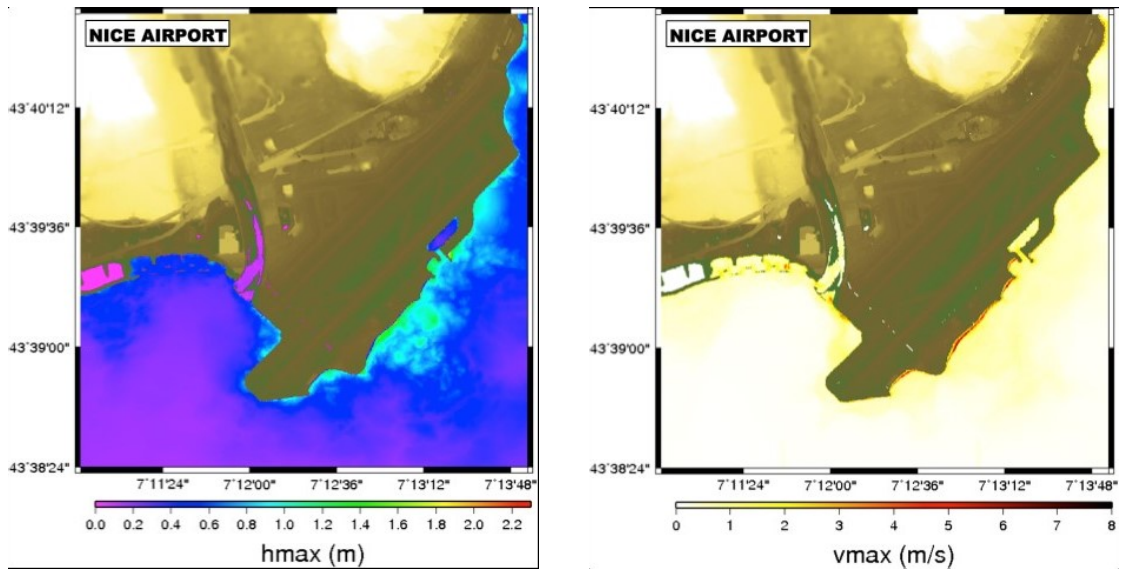 NICE AIRPORT
43°40'12"
43°39'36"
43°39'00"
43°38'24"
7°11'24" 7°12'00" 7°12'36" 7°13'12" 7°13'48"
0.0 0.2 0.4 0.6 0.8 1.0 1.2 1.4 1.6 1.8 2.0 2.2
hmax (m)
NICE AIRPORT
43°40'12"
43°39'36"
43°39'00"
43°38'24"
7°11'24" 7°12'00" 7°12'36" 7°13'12" 7°13'48"
0 1 2 3 4 5 6 7 8
vmax (m/s)